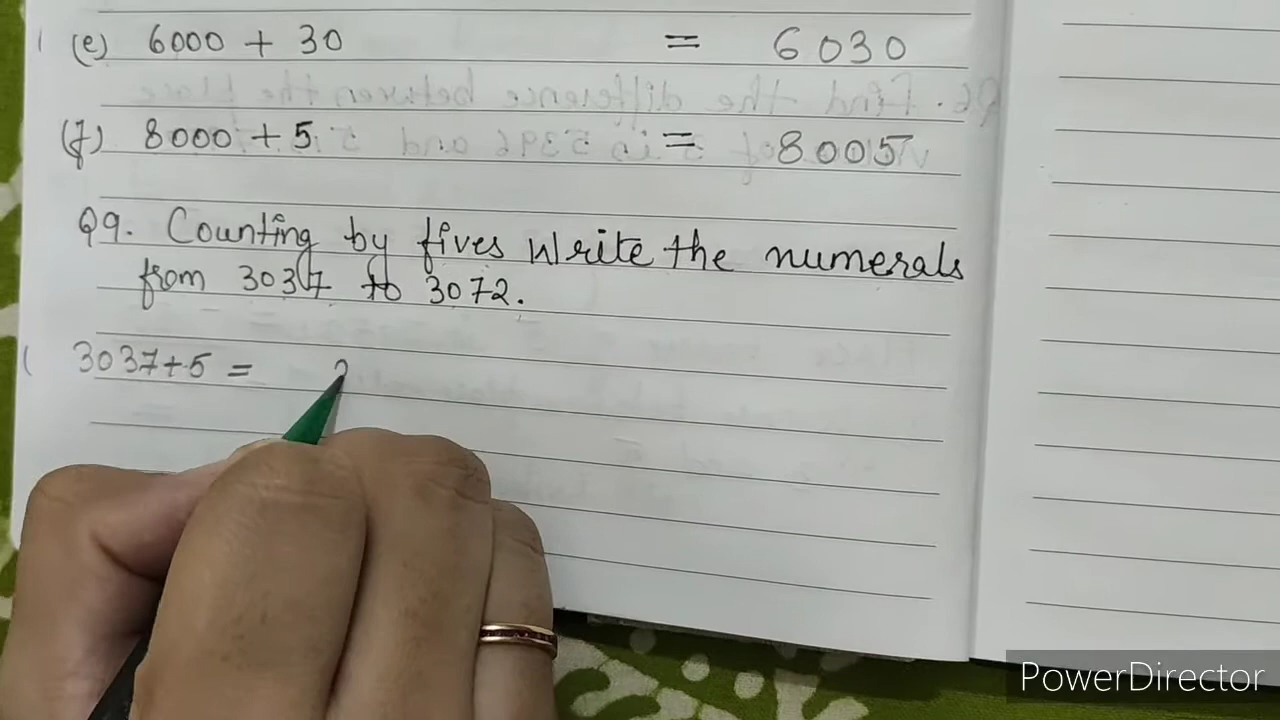 (e) 6000 + 30 = 6030
(f) 8000 + 5 = 8005
Q9. Counting by fives Write the numerals
from 3037 to 3072.
3037+5 =
PowerDirector